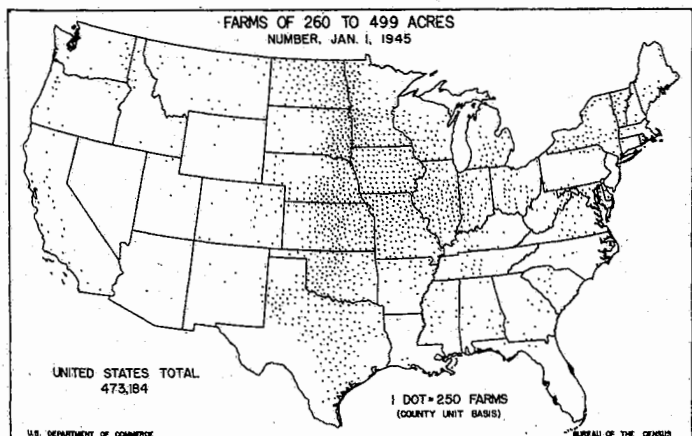 FARMS OF 260 TO 499 ACRES
NUMBER, JAN. 1, 1945
UNITED STATES TOTAL
473,184
1 DOT = 250 FARMS
(COUNTY UNIT BASIS)
U.S. DEPARTMENT OF COMMERCE
BUREAU OF THE CENSUS